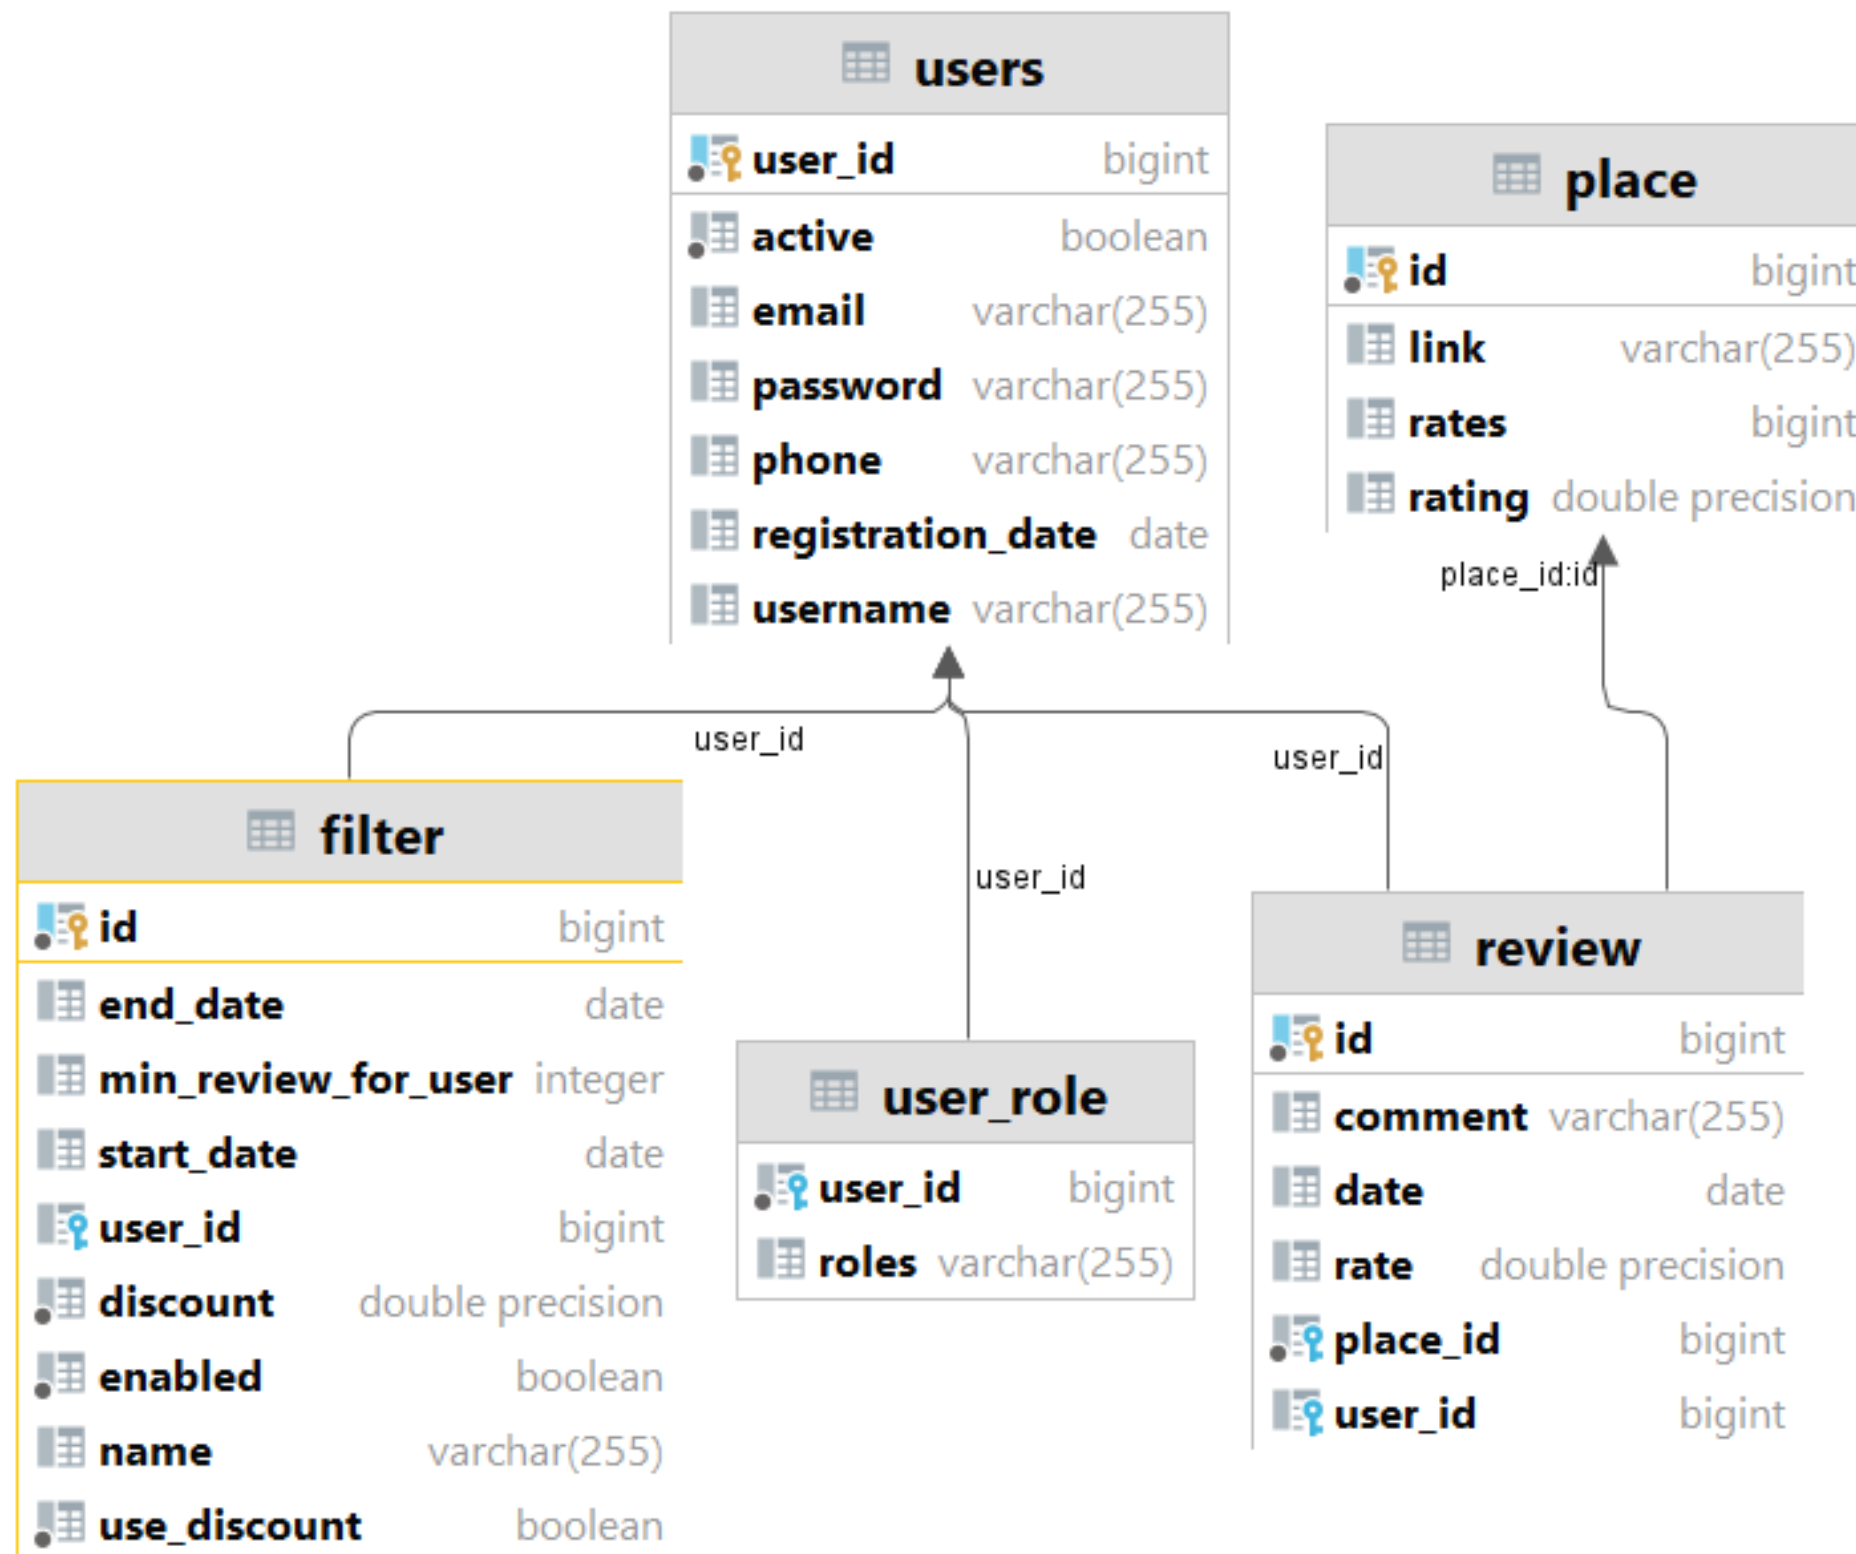 users
user_id bigint
active boolean
email varchar(255)
password varchar(255)
phone varchar(255)
registration_date date
username varchar(255)
place
id bigint
link varchar(255)
rates bigint
rating double precision
place_id:id
user_id
user_id
user_id
filter
id bigint
end_date date
min_review_for_user integer
start_date date
user_id bigint
discount double precision
enabled boolean
name varchar(255)
use_discount boolean
user_role
user_id bigint
roles varchar(255)
review
id bigint
comment varchar(255)
date date
rate double precision
place_id bigint
user_id bigint